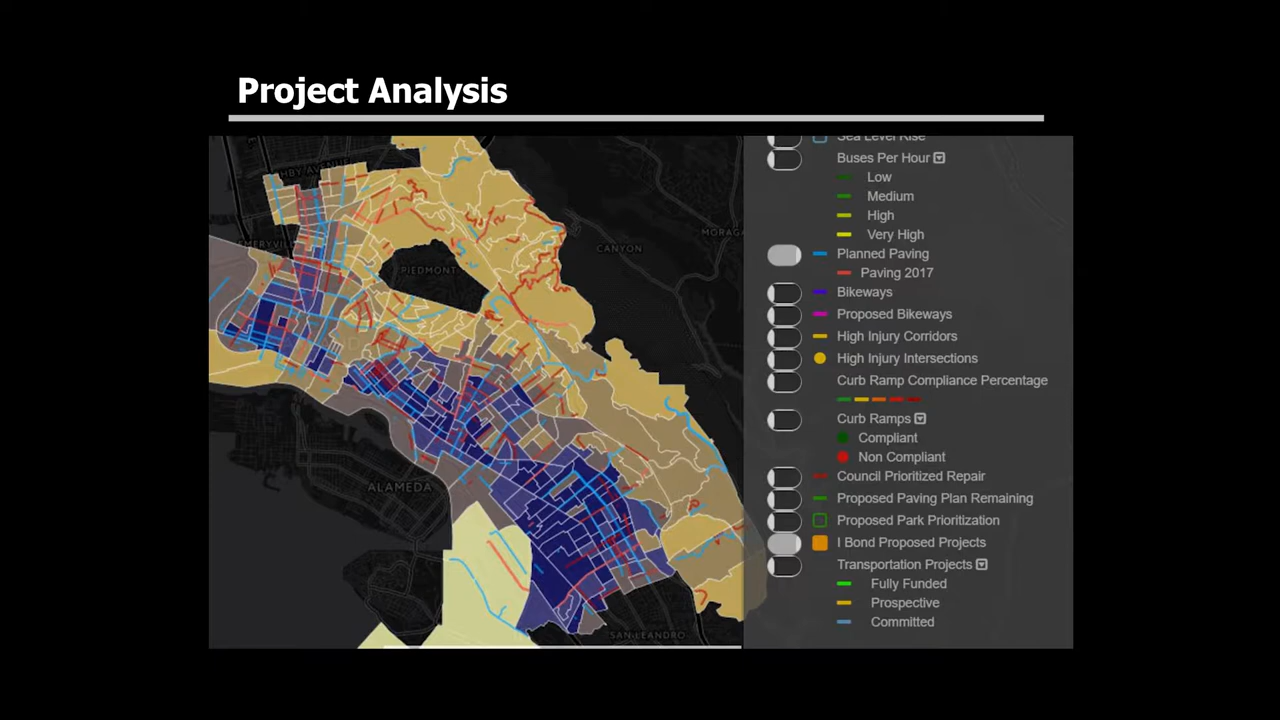 Project Analysis
HBY AVENUE
EMERYVIL
PIEDMONT
CANYON
MORAGA
ALAMEDA
SAN LEANDRO
Sea Level Rise
Buses Per Hour
Low
Medium
High
Very High
Planned Paving
Paving 2017
Bikeways
Proposed Bikeways
High Injury Corridors
High Injury Intersections
Curb Ramp Compliance Percentage
Curb Ramps
Compliant
Non Compliant
Council Prioritized Repair
Proposed Paving Plan Remaining
Proposed Park Prioritization
I Bond Proposed Projects
Transportation Projects
Fully Funded
Prospective
Committed